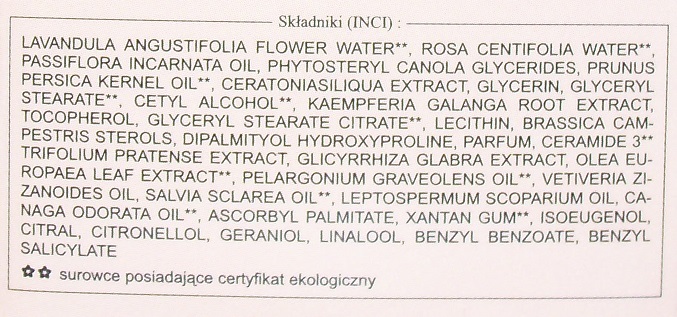 Składniki (INCI) :
LAVANDULA ANGUSTIFOLIA FLOWER WATER**, ROSA CENTIFOLIA WATER**,
PASSIFLORA INCARNATA OIL, PHYTOSTERYL CANOLA GLYCERIDES, PRUNUS
PERSICA KERNEL OIL**, CERATONIASILIQUA EXTRACT, GLYCERIN, GLYCERYL
STEARATE**, CETYL ALCOHOL**, KAEMPFERIA GALANGA ROOT EXTRACT,
TOCOPHEROL, GLYCERYL STEARATE CITRATE**, LECITHIN, BRASSICA CAM-
PESTRIS STEROLS, DIPALMITYOL HYDROXYPROLINE, PARFUM, CERAMIDE 3**
TRIFOLIUM PRATENSE EXTRACT, GLICYRRHIZA GLABRA EXTRACT, OLEA EU-
ROPAEA LEAF EXTRACT**, PELARGONIUM GRAVEOLENS OIL**, VETIVERIA ZI-
ZANOIDES OIL, SALVIA SCLAREA OIL**, LEPTOSPERMUM SCOPARIUM OIL, CA-
NAGA ODORATA OIL**, ASCORBYL PALMITATE, XANTAN GUM**, ISOEUGENOL,
CITRAL, CITRONELLOL, GERANIOL, LINALOOL, BENZYL BENZOATE, BENZYL
SALICYLATE
✿✿ surowce posiadające certyfikat ekologiczny